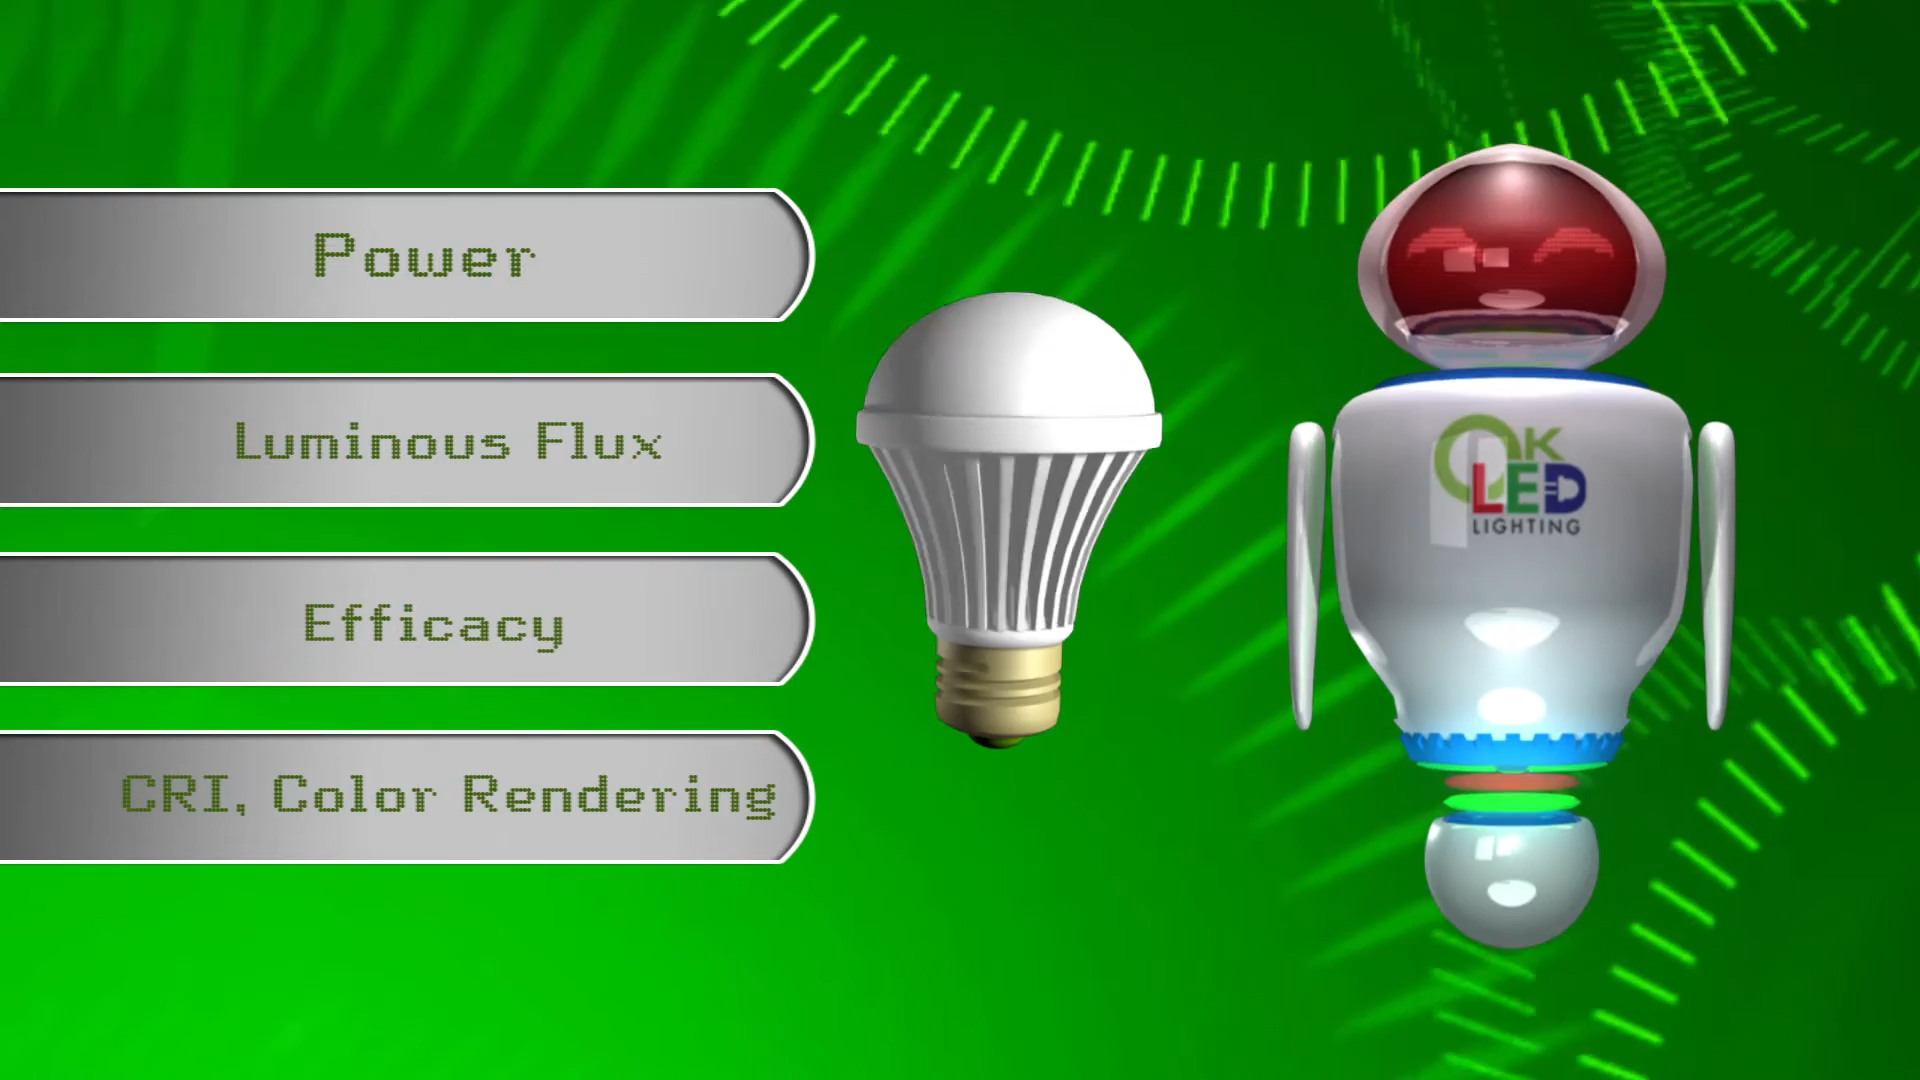 Power
Luminous Flux
Efficacy
CRI, Color Rendering
OK
LED
LIGHTING